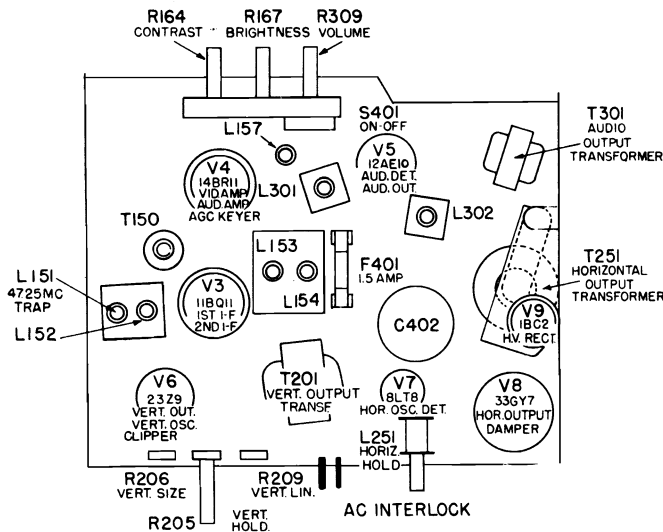 R164
CONTRAST
R167
BRIGHTNESS
R309
VOLUME
L157
S401
ON-OFF
T301
AUDIO
OUTPUT
TRANSFORMER
V4
14BR11
VID.AMP
AUD.AMP
AGC KEYER
V5
12AE10
AUD. DET.
AUD. OUT.
L301
L302
T150
L153
L154
F401
1.5 AMP
T251
HORIZONTAL
OUTPUT
TRANSFORMER
L151
4725MC
TRAP
L152
V3
11BQ11
1ST I-F
2ND I-F
C402
V9
1BC2
H.V. RECT.
V6
23Z9
VERT. OUT.
VERT. OSC.
CLIPPER
T201
VERT. OUTPUT
TRANSF.
V7
8LT8
HOR. OSC. DET.
V8
33GY7
HOR.OUTPUT
DAMPER
L251
HORIZ.
HOLD
R206
VERT. SIZE
R209
VERT. LIN.
R205
VERT.
HOLD.
AC INTERLOCK